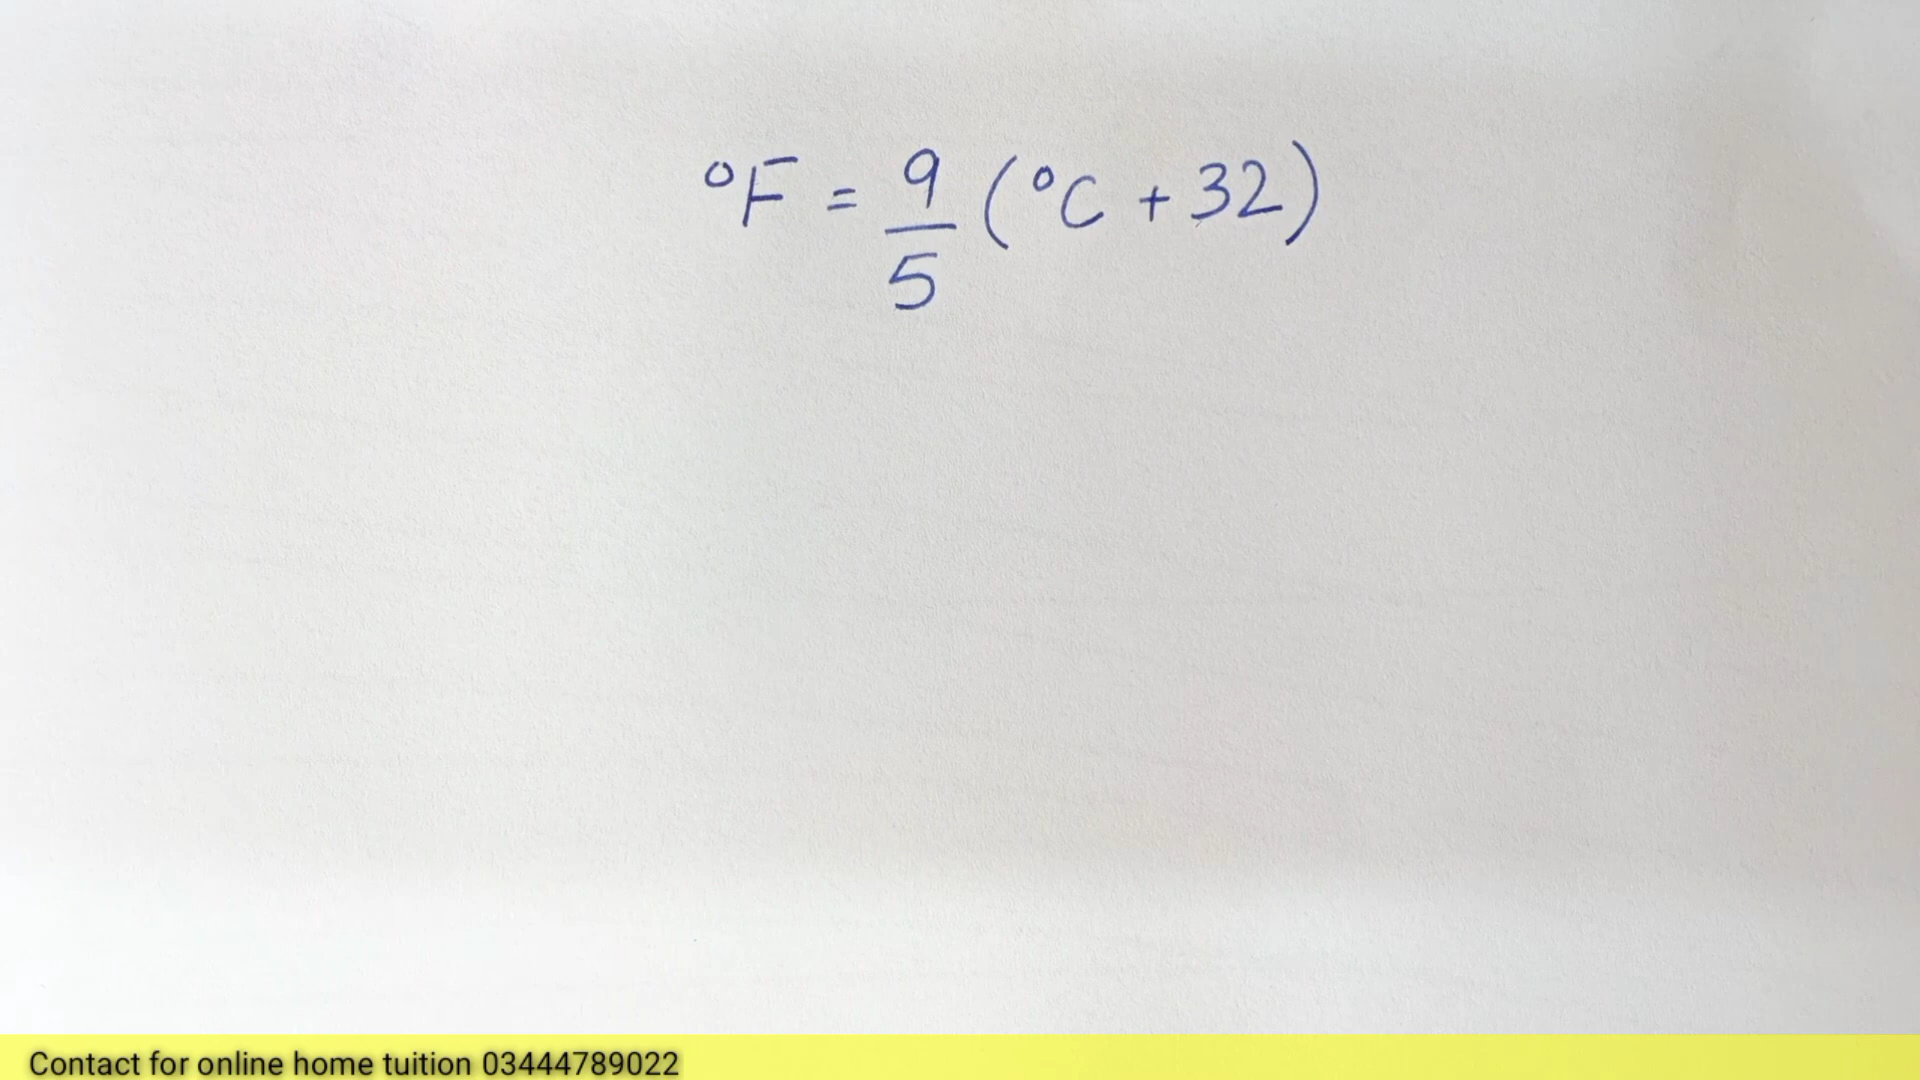 °F = 9/5 (°C + 32)
Contact for online home tuition 03444789022